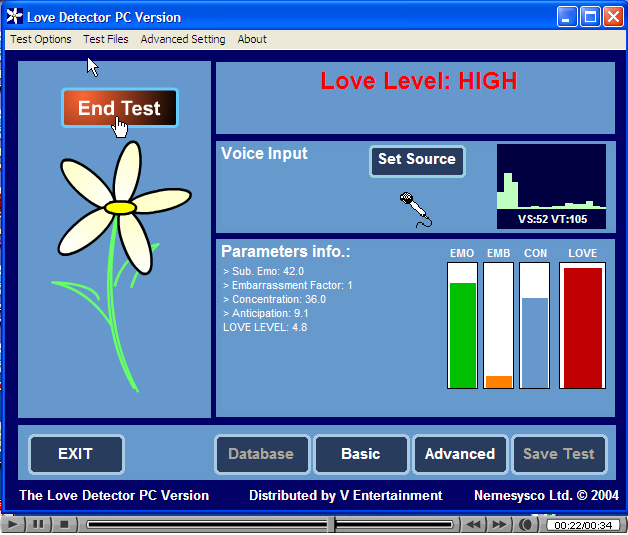 Love Detector PC Version
Test Options Test Files Advanced Setting About
End Test
Love Level: HIGH
Voice Input
Set Source
VS:52 VT:105
Parameters info.:
> Sub. Emo: 42.0
> Embarrassment Factor: 1
> Concentration: 36.0
> Anticipation: 9.1
LOVE LEVEL: 4.8
EMO EMB CON LOVE
EXIT Database Basic Advanced Save Test
The Love Detector PC Version Distributed by V Entertainment Nemesysco Ltd. © 2004
00:22/00:34